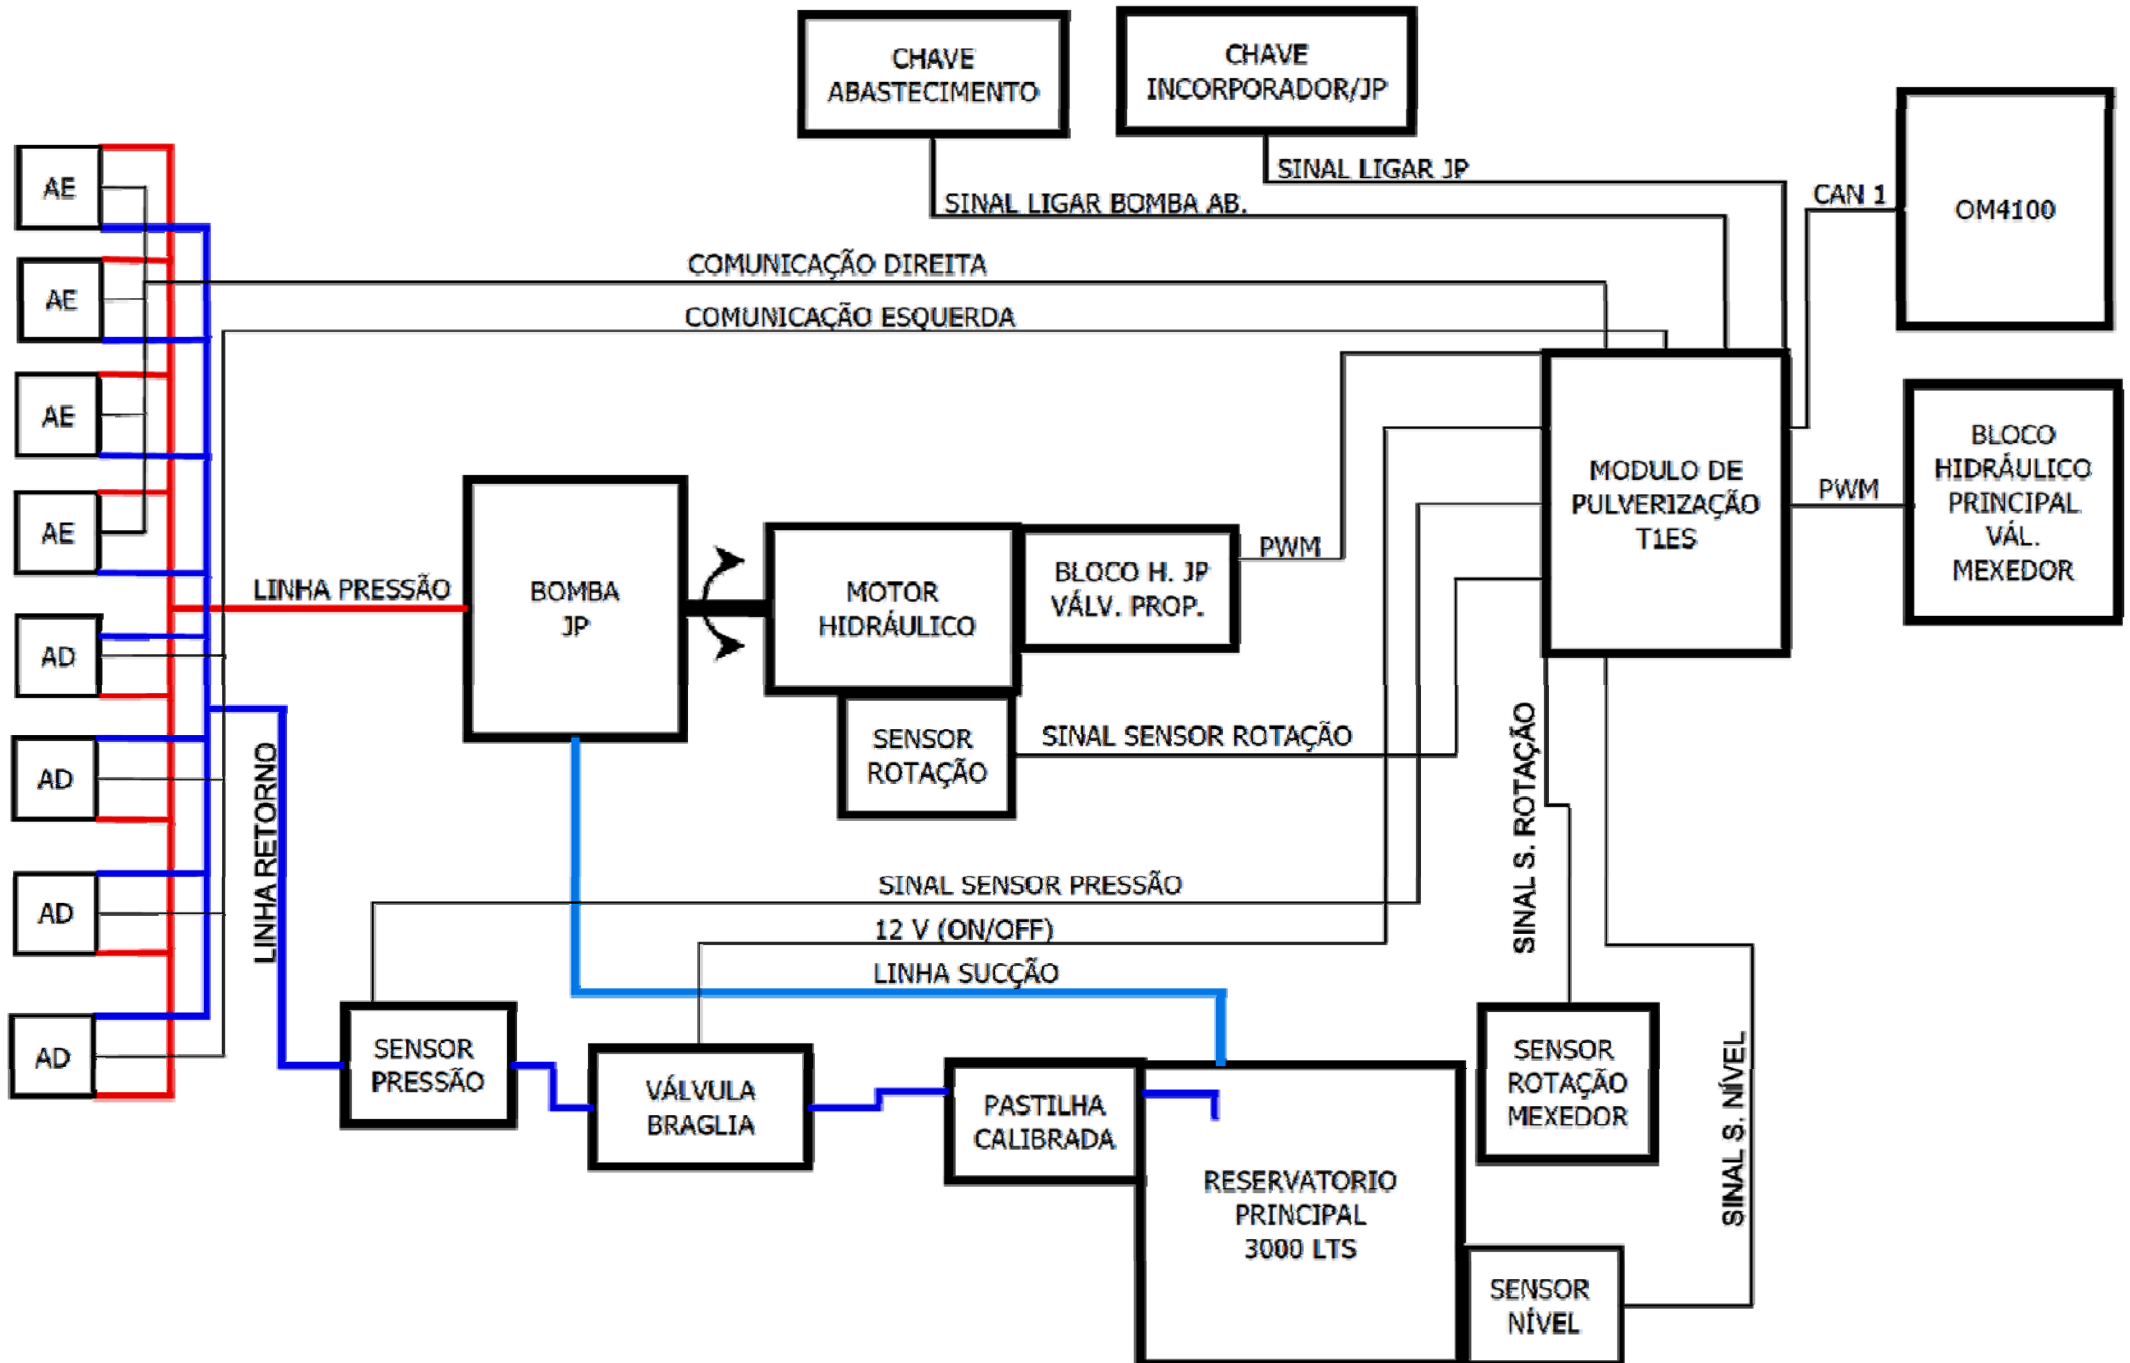 CHAVE
ABASTECIMENTO
CHAVE
INCORPORADOR/JP
SINAL LIGAR JP
SINAL LIGAR BOMBA AB.
CAN 1
OM4100
COMUNICAÇÃO DIREITA
COMUNICAÇÃO ESQUERDA
AE
AE
AE
AE
AD
AD
AD
AD
LINHA PRESSÃO
LINHA RETORNO
BOMBA
JP
MOTOR
HIDRÁULICO
BLOCO H. JP
VÁLV. PROP.
PWM
MODULO DE
PULVERIZAÇÃO
T1ES
PWM
BLOCO
HIDRÁULICO
PRINCIPAL
VÁL.
MEXEDOR
SENSOR
ROTAÇÃO
SINAL SENSOR ROTAÇÃO
SINAL S. ROTAÇÃO
SINAL SENSOR PRESSÃO
12 V (ON/OFF)
LINHA SUCÇÃO
SENSOR
PRESSÃO
VÁLVULA
BRAGLIA
PASTILHA
CALIBRADA
RESERVATORIO
PRINCIPAL
3000 LTS
SENSOR
ROTAÇÃO
MEXEDOR
SINAL S. NÍVEL
SENSOR
NÍVEL